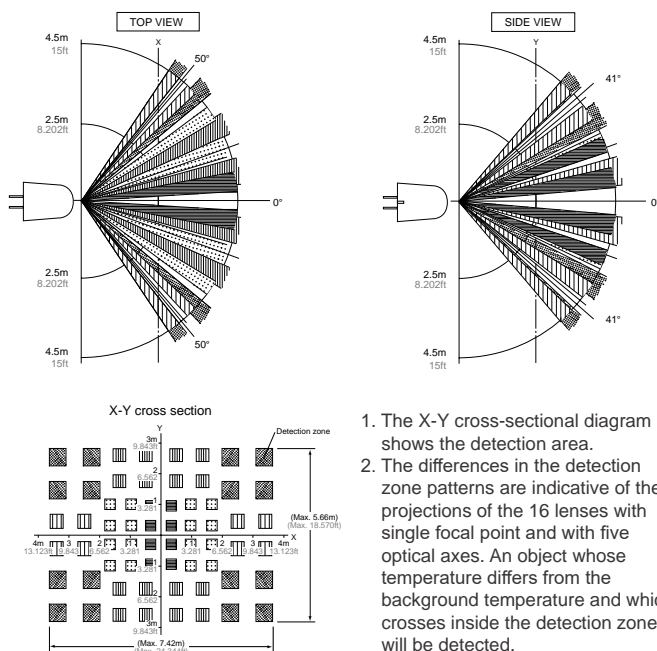 TOP VIEW
4.5m
15ft
X
50°
2.5m
8.202ft
0°
2.5m
8.202ft
4.5m
15ft
50°
SIDE VIEW
4.5m
15ft
Y
41°
2.5m
8.202ft
0
2.5m
8.202ft
4.5m
15ft
41°
X-Y cross section
Y
3m
9.843ft
Detection zone
2
6.562
1
3.281
(Max. 5.66m)
(Max. 18.570ft)
4m 3 2 1 1 2 3 4m X
13.123ft 9.843 6.562 3.281 3.281 6.562 9.843 13.123ft
1
3.281
2
6.562
3m
9.843ft
(Max. 7.42m)
1. The X-Y cross-sectional diagram
shows the detection area.
2. The differences in the detection
zone patterns are indicative of the
projections of the 16 lenses with
single focal point and with five
optical axes. An object whose
temperature differs from the
background temperature and whic
crosses inside the detection zone
will be detected.